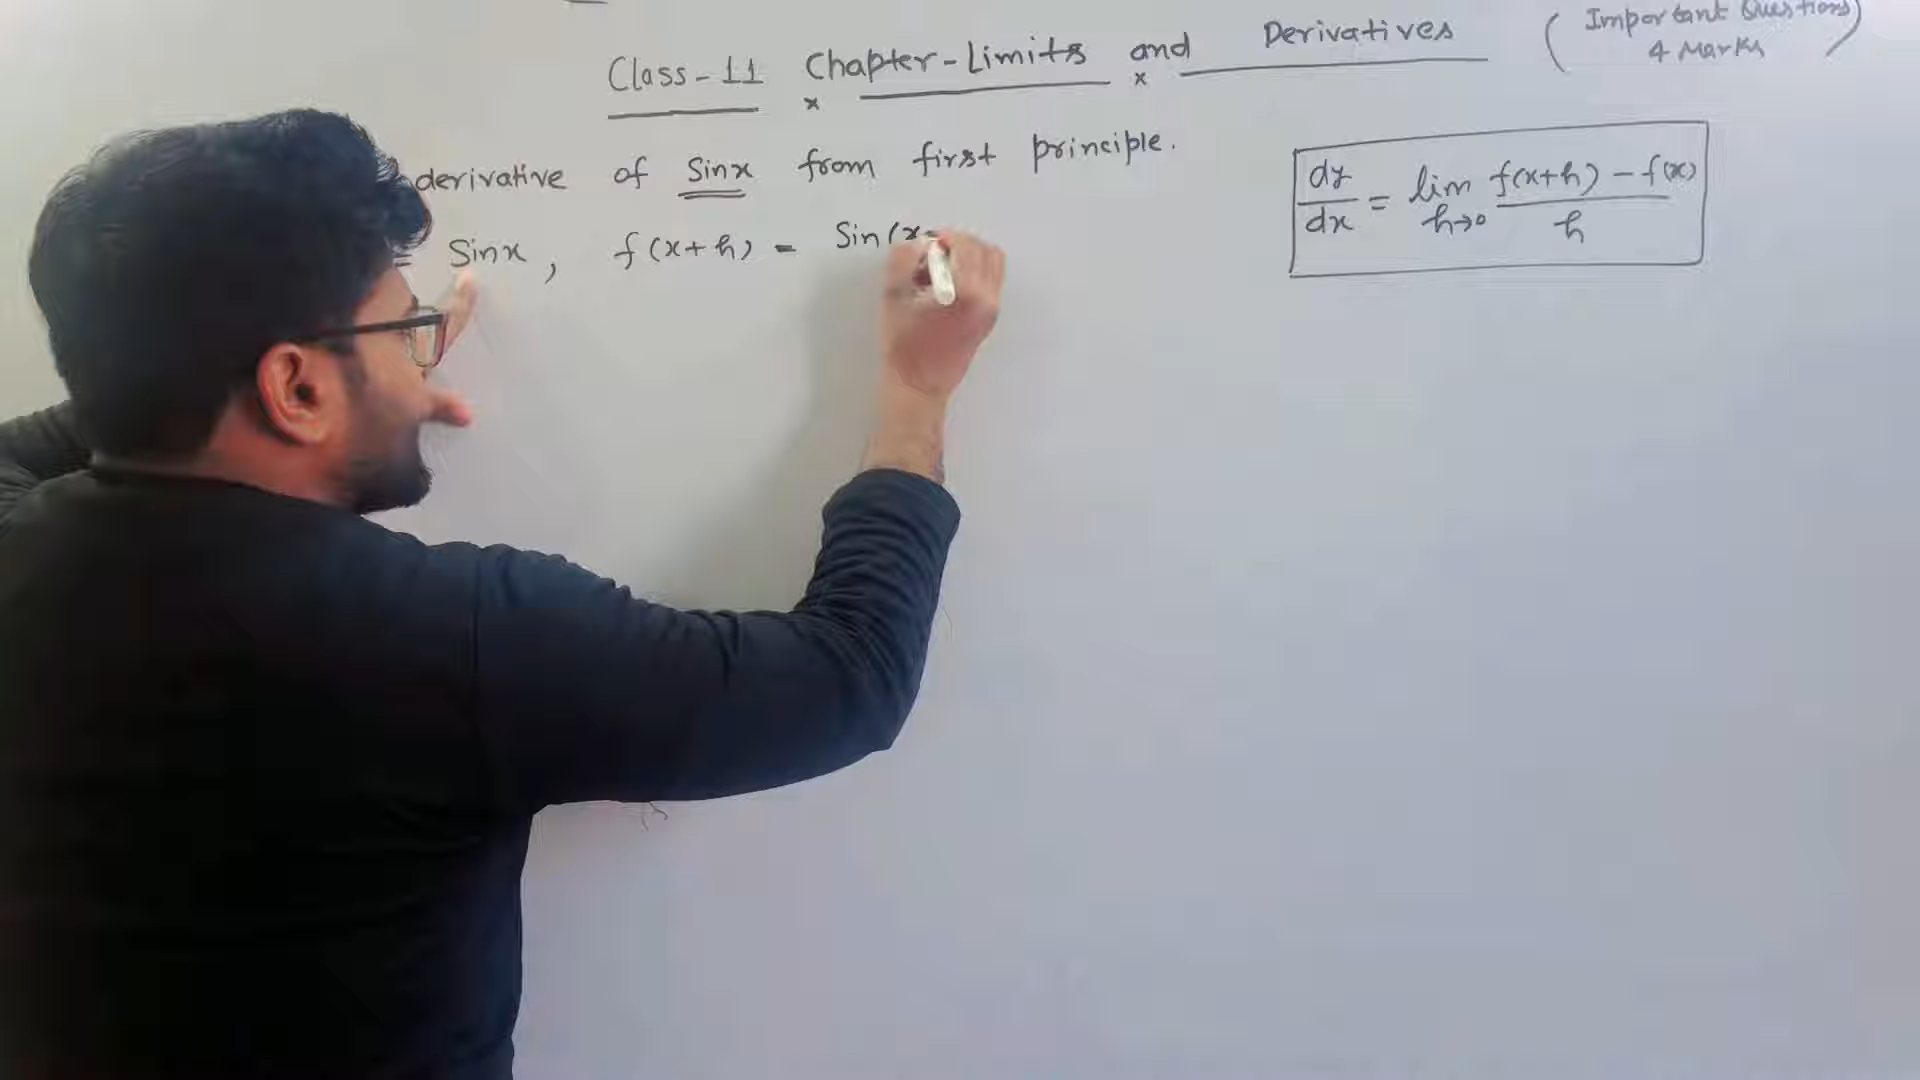 Class-11 Chapter-Limits and Derivatives
(Important Questions)
4 Marks
derivative of Sinx from first principle.
= Sinx, f(x+h) = Sin(x
dy/dx = lim h→0 f(x+h) - f(x)/h